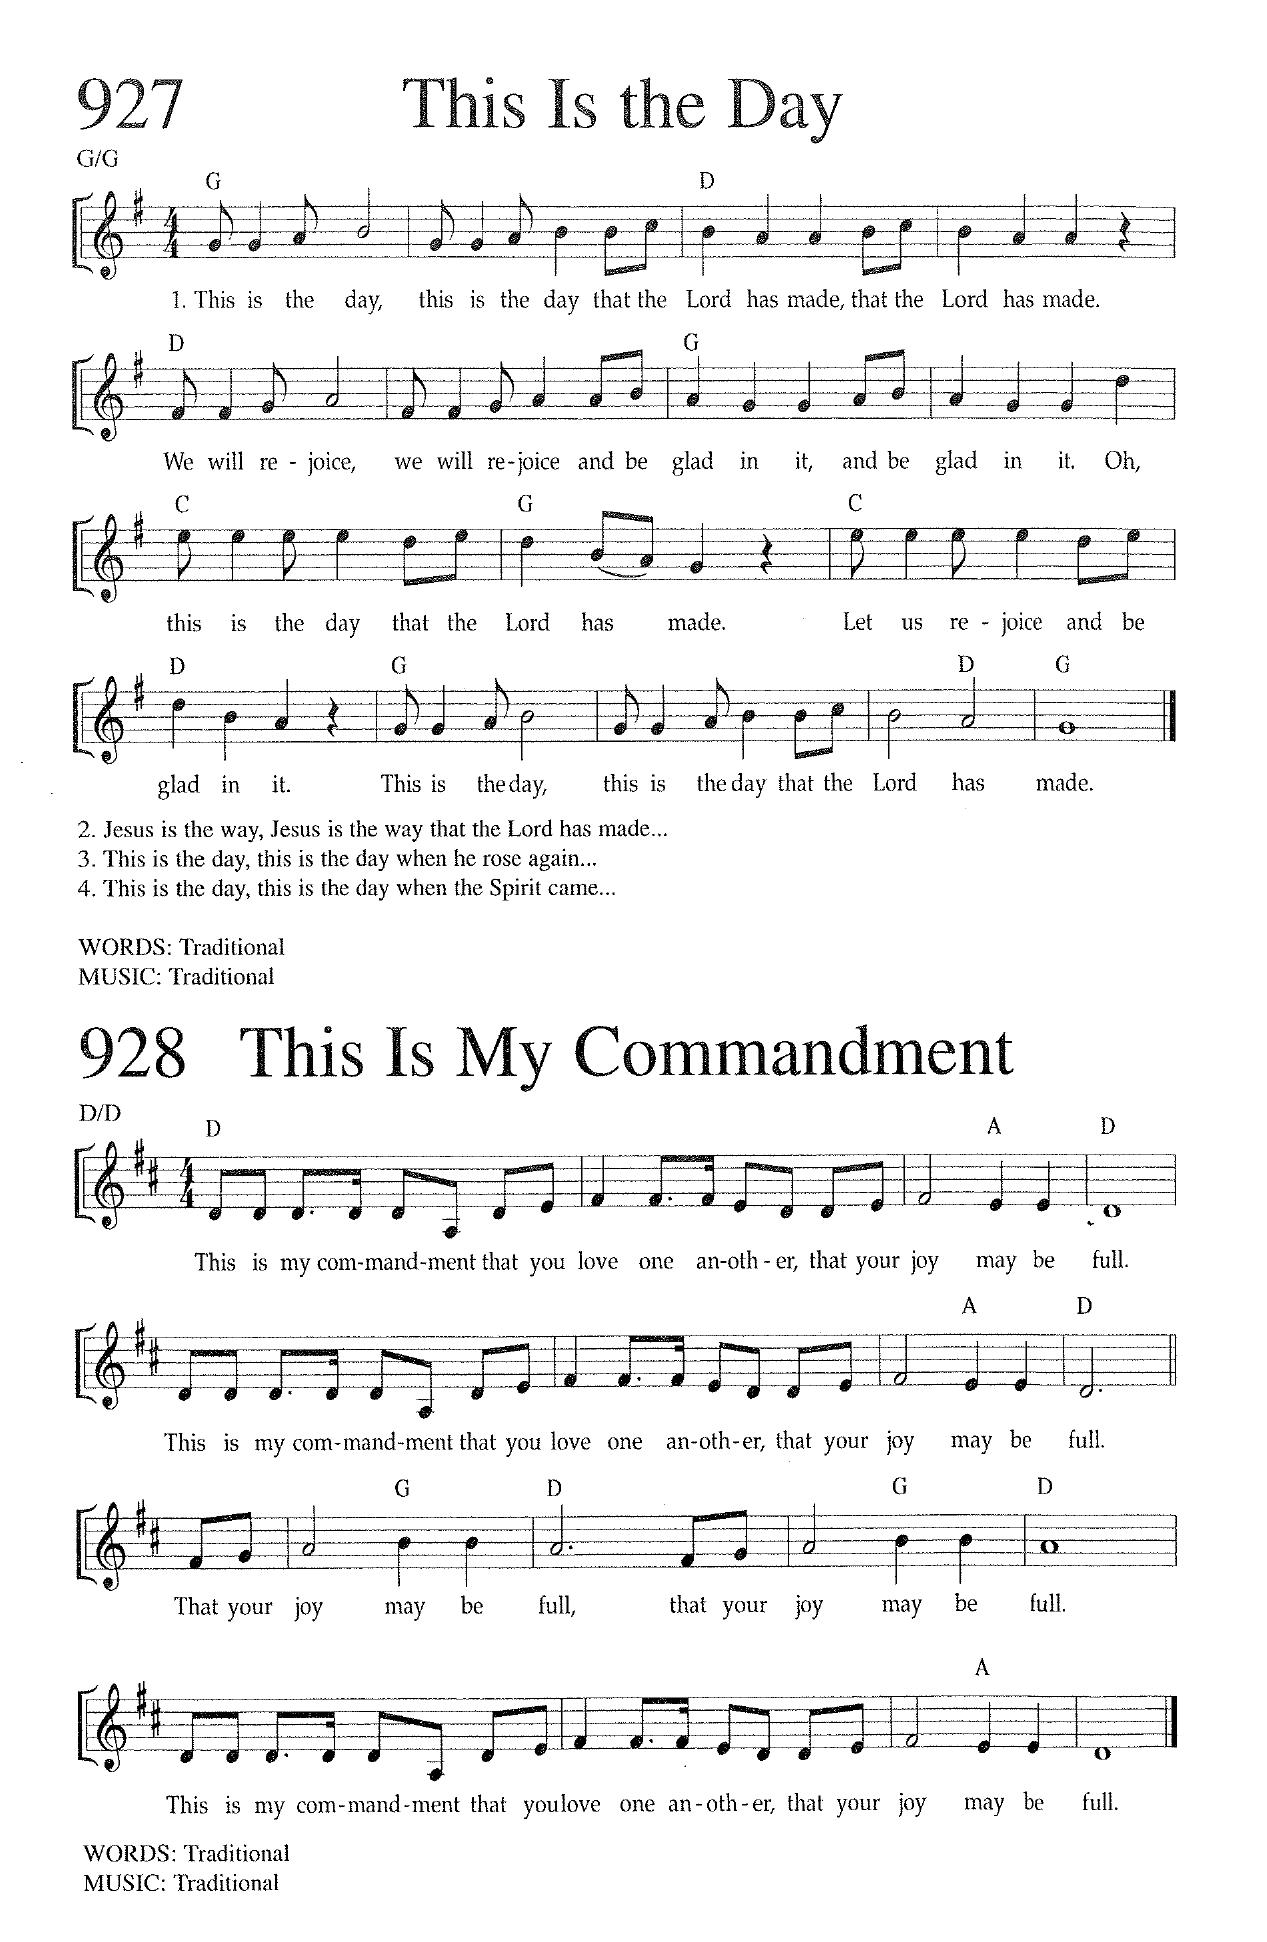 927 This Is the Day
G/G
G D
1. This is the day, this is the day that the Lord has made, that the Lord has made.
D G
We will re - joice, we will re-joice and be glad in it, and be glad in it. Oh,
C G C
this is the day that the Lord has made. Let us re - joice and be
D G D G
glad in it. This is the day, this is the day that the Lord has made.
2. Jesus is the way, Jesus is the way that the Lord has made...
3. This is the day, this is the day when he rose again...
4. This is the day, this is the day when the Spirit came...
WORDS: Traditional
MUSIC: Traditional
928 This Is My Commandment
D/D
D A D
This is my com-mand-ment that you love one an-oth - er, that your joy may be full.
A D
This is my com-mand-ment that you love one an-oth-er, that your joy may be full.
G D G D
That your joy may be full, that your joy may be full.
A
This is my com-mand-ment that you love one an-oth-er, that your joy may be full.
WORDS: Traditional
MUSIC: Traditional